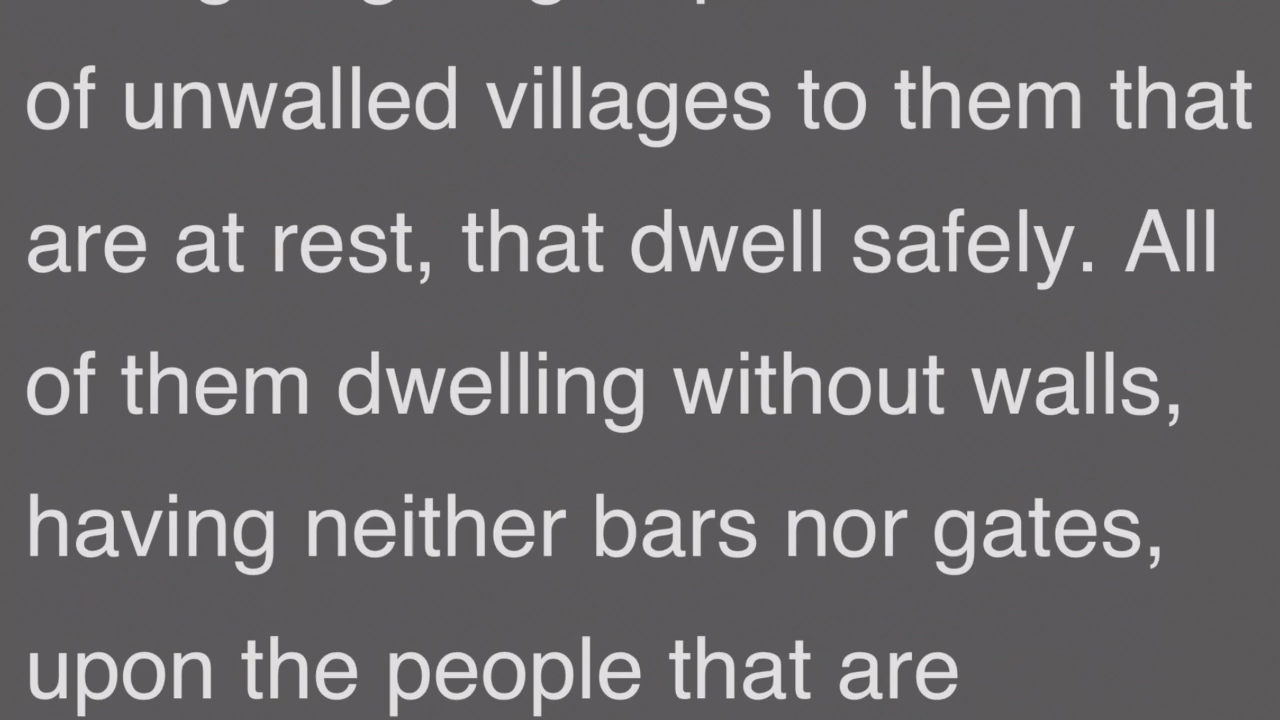 of unwalled villages to them that
are at rest, that dwell safely. All
of them dwelling without walls,
having neither bars nor gates,
upon the people that are